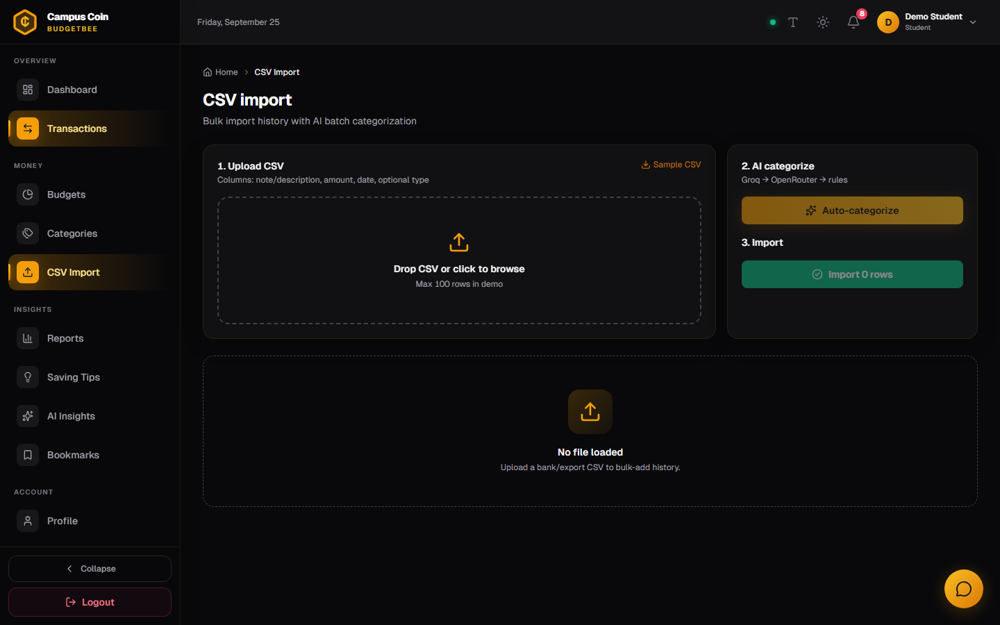 Campus Coin
BUDGETBEE
Friday, September 25
8
D
Demo Student
Student
OVERVIEW
Dashboard
Transactions
MONEY
Budgets
Categories
CSV Import
INSIGHTS
Reports
Saving Tips
AI Insights
Bookmarks
ACCOUNT
Profile
Collapse
Logout
Home > CSV Import
CSV import
Bulk import history with AI batch categorization
1. Upload CSV
Sample CSV
Columns: note/description, amount, date, optional type
Drop CSV or click to browse
Max 100 rows in demo
2. AI categorize
Groq → OpenRouter → rules
Auto-categorize
3. Import
Import 0 rows
No file loaded
Upload a bank/export CSV to bulk-add history.